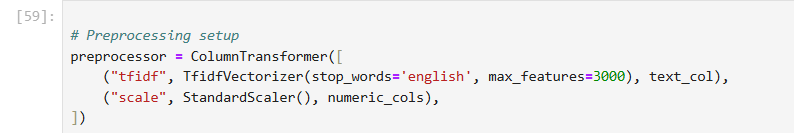 [59]:
# Preprocessing setup
preprocessor = ColumnTransformer([
    ("tfidf", TfidfVectorizer(stop_words='english', max_features=3000), text_col),
    ("scale", StandardScaler(), numeric_cols),
])